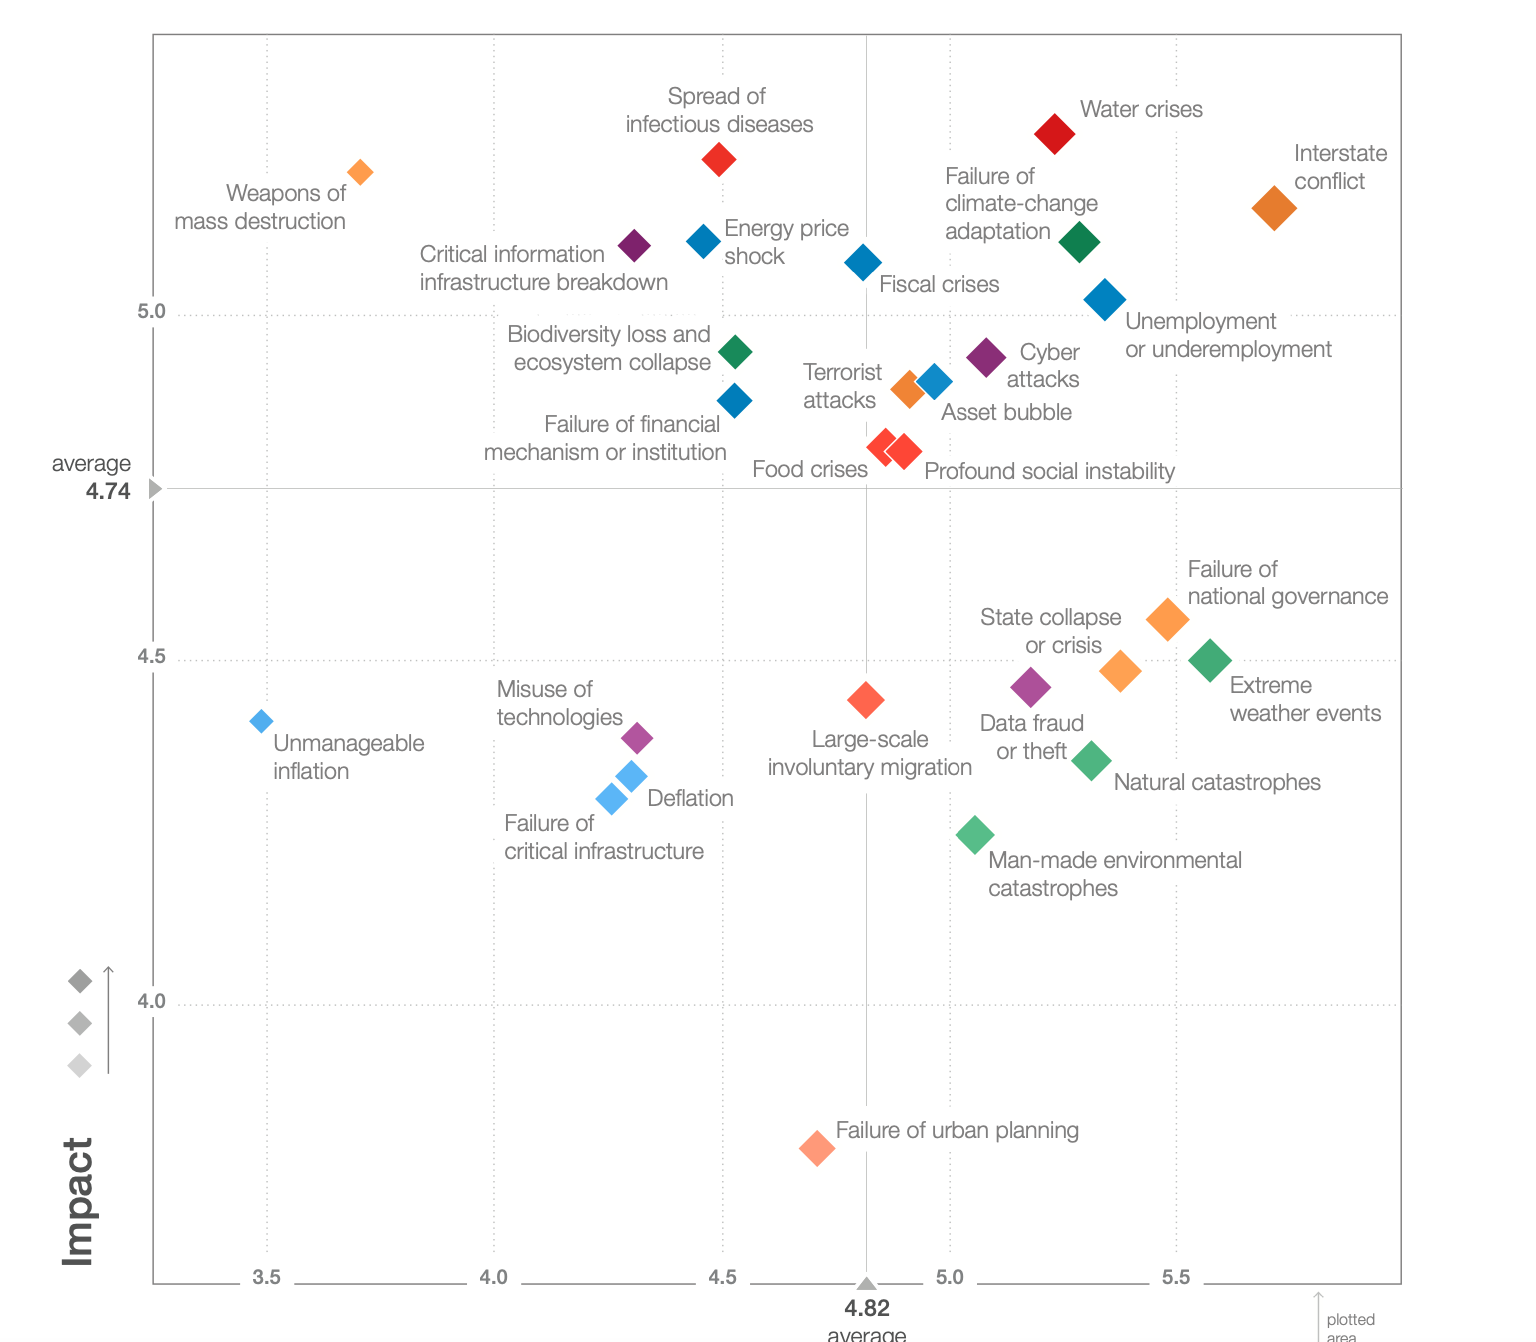 Spread of
infectious diseases
Water crises
Interstate
conflict
Weapons of
mass destruction
Failure of
climate-change
adaptation
Critical information
infrastructure breakdown
Energy price
shock
Fiscal crises
5.0
Unemployment
or underemployment
Biodiversity loss and
ecosystem collapse
Cyber
attacks
Terrorist
attacks
Asset bubble
Failure of financial
mechanism or institution
Food crises
Profound social instability
average
4.74
Failure of
national governance
State collapse
or crisis
4.5
Extreme
weather events
Misuse of
technologies
Unmanageable
inflation
Large-scale
involuntary migration
Data fraud
or theft
Natural catastrophes
Deflation
Failure of
critical infrastructure
Man-made environmental
catastrophes
4.0
Failure of urban planning
Impact
3.5
4.0
4.5
5.0
5.5
4.82
average
plotted
area